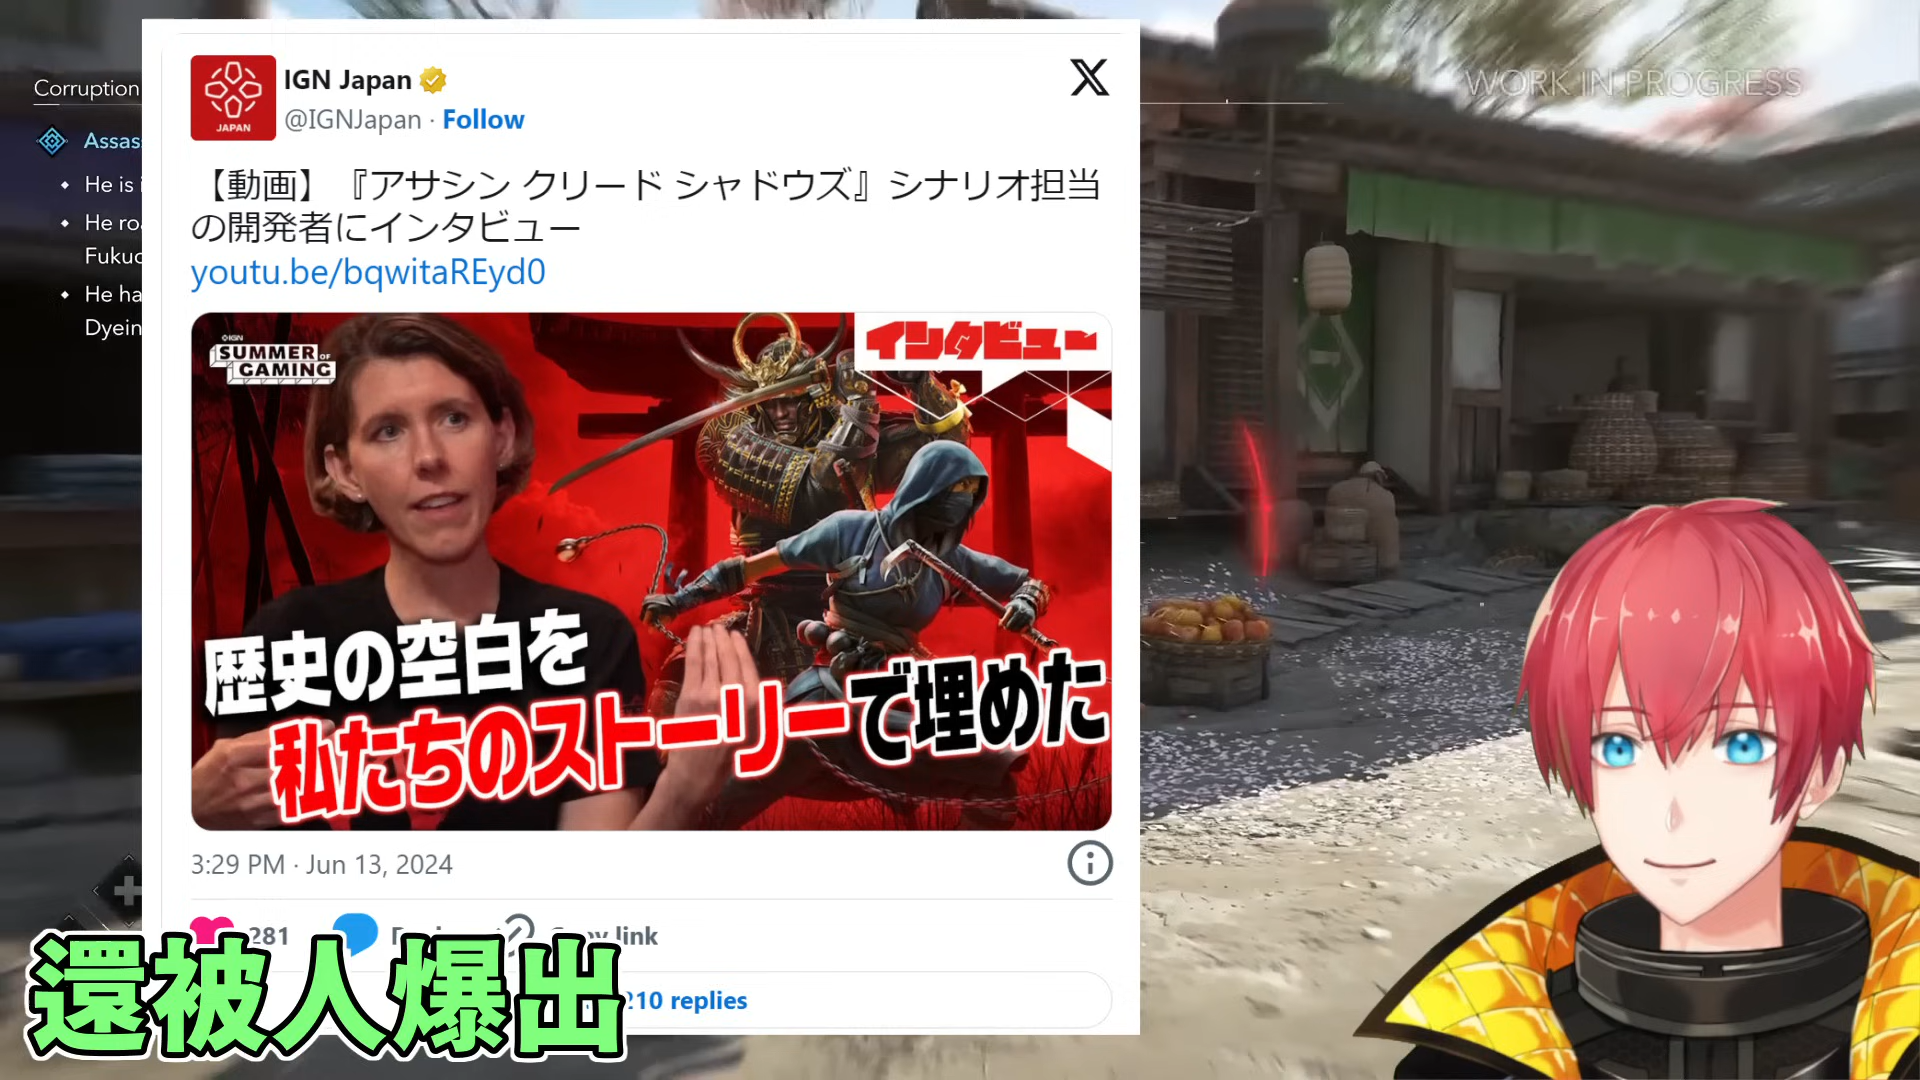 Corruption
Assas
He is i
He ro
Fukuo
He ha
Dyein
WORK IN PROGRESS
JAPAN
IGN Japan
@IGNJapan · Follow
【動画】『アサシン クリード シャドウズ』シナリオ担当
の開発者にインタビュー
youtu.be/bqwitaREyd0
IGN
SUMMER OF
GAMING
インタビュー
歴史の空白を
私たちのストーリーで埋めた
3:29 PM · Jun 13, 2024
281
link
210 replies
還被人爆出